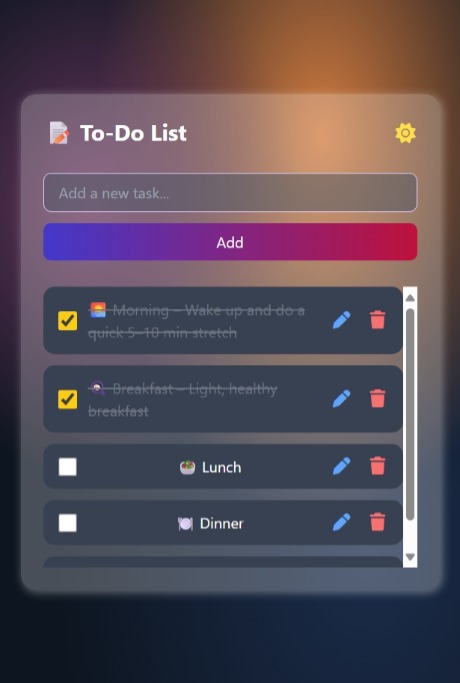 📝 To-Do List
Add a new task...
Add
🌅 Morning – Wake up and do a
quick 5–10 min stretch
🍳 Breakfast – Light, healthy
breakfast
🥗 Lunch
🍽️ Dinner